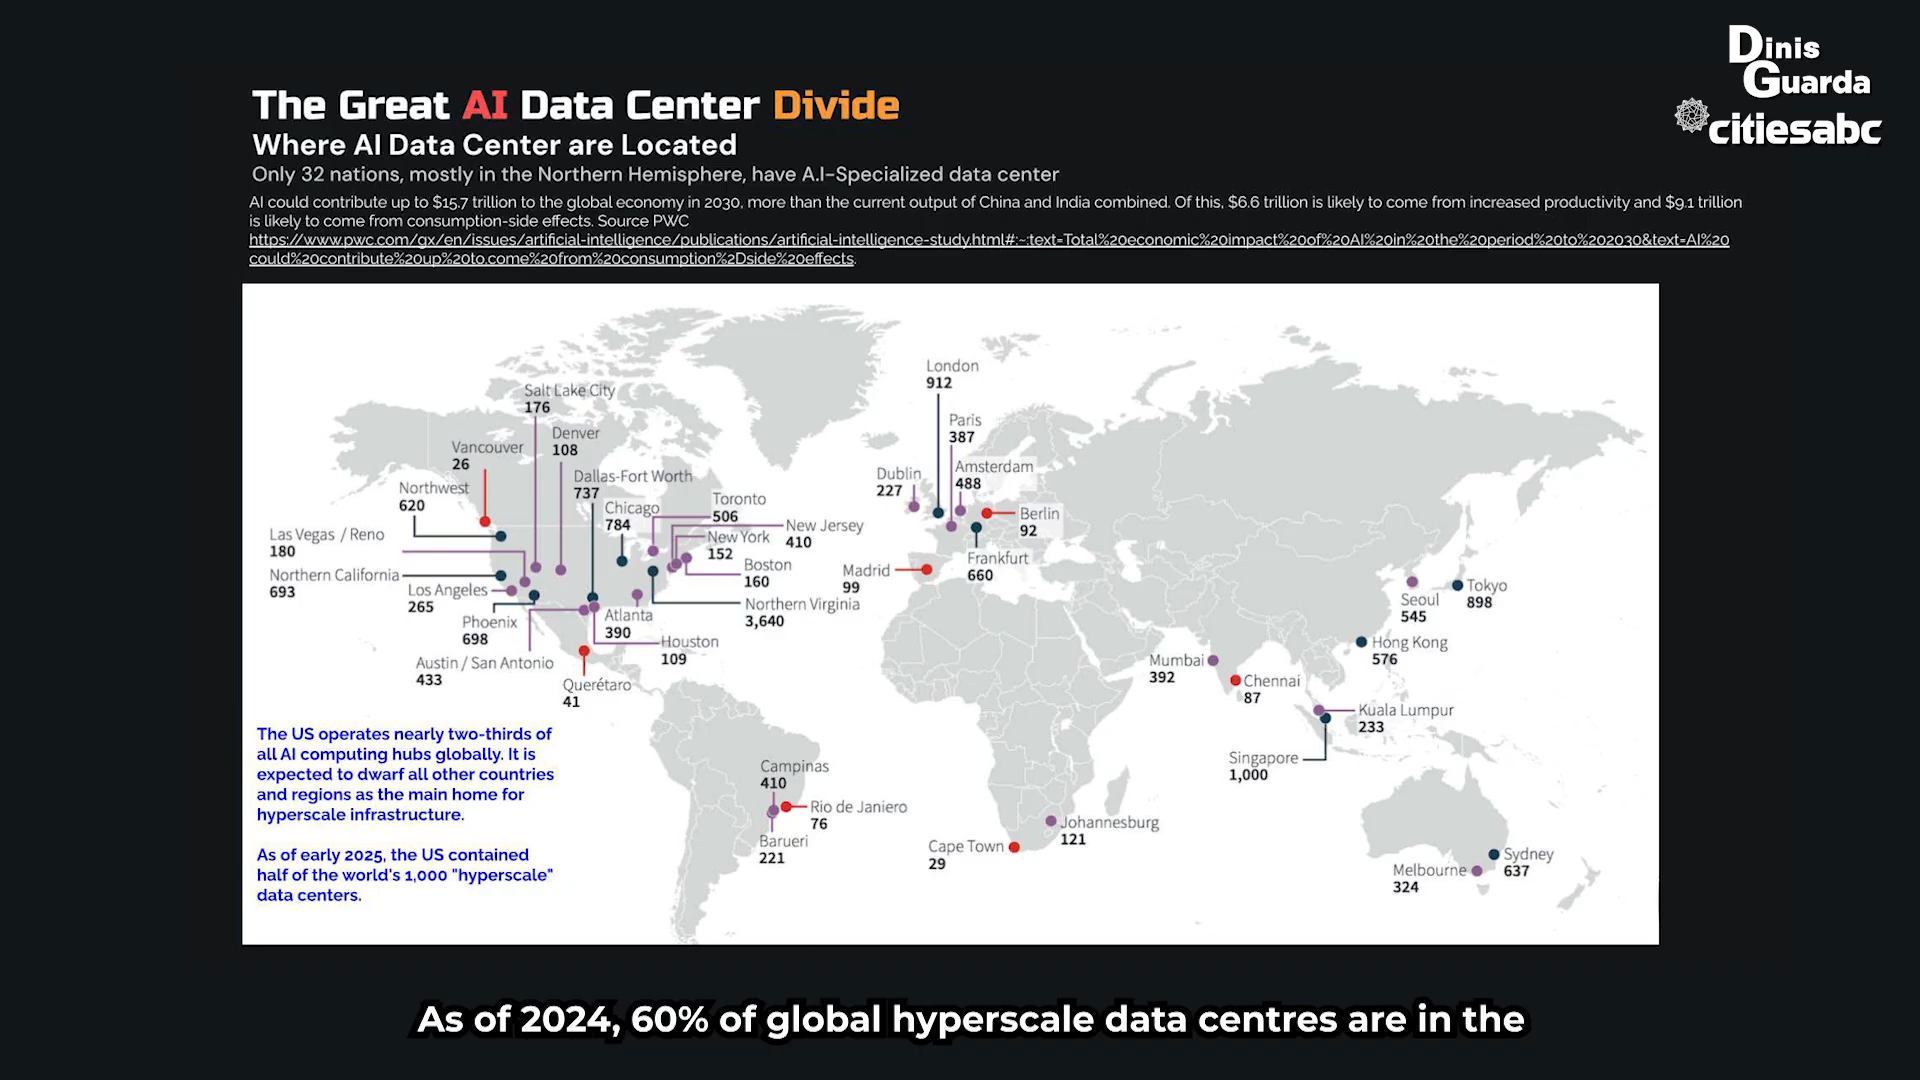 Dinis
Guarda
citiesabc
The Great AI Data Center Divide
Where AI Data Center are Located
Only 32 nations, mostly in the Northern Hemisphere, have A.I-Specialized data center
AI could contribute up to $15.7 trillion to the global economy in 2030, more than the current output of China and India combined. Of this, $6.6 trillion is likely to come from increased productivity and $9.1 trillion
is likely to come from consumption-side effects. Source PWC
https://www.pwc.com/gx/en/issues/artificial-intelligence/publications/artificial-intelligence-study.html#:~:text=Total%20economic%20impact%20of%20AI%20in%20the%20period%20to%202030&text=AI%20
could%20contribute%20up%20to,come%20from%20consumption%2Dside%20effects.
Salt Lake City
176
Denver
108
Vancouver
26
Northwest
620
Dallas-Fort Worth
737
Chicago
784
Toronto
506
New Jersey
410
New York
152
Boston
160
Las Vegas / Reno
180
Northern California
693
Los Angeles
265
Phoenix
698
Austin / San Antonio
433
Atlanta
390
Northern Virginia
3,640
Houston
109
Querétaro
41
London
912
Paris
387
Dublin
227
Amsterdam
488
Berlin
92
Frankfurt
660
Madrid
99
Seoul
545
Tokyo
898
Hong Kong
576
Mumbai
392
Chennai
87
Kuala Lumpur
233
Singapore
1,000
Campinas
410
Rio de Janiero
76
Barueri
221
Johannesburg
121
Cape Town
29
Sydney
637
Melbourne
324
The US operates nearly two-thirds of
all AI computing hubs globally. It is
expected to dwarf all other countries
and regions as the main home for
hyperscale infrastructure.
As of early 2025, the US contained
half of the world's 1,000 "hyperscale"
data centers.
As of 2024, 60% of global hyperscale data centres are in the